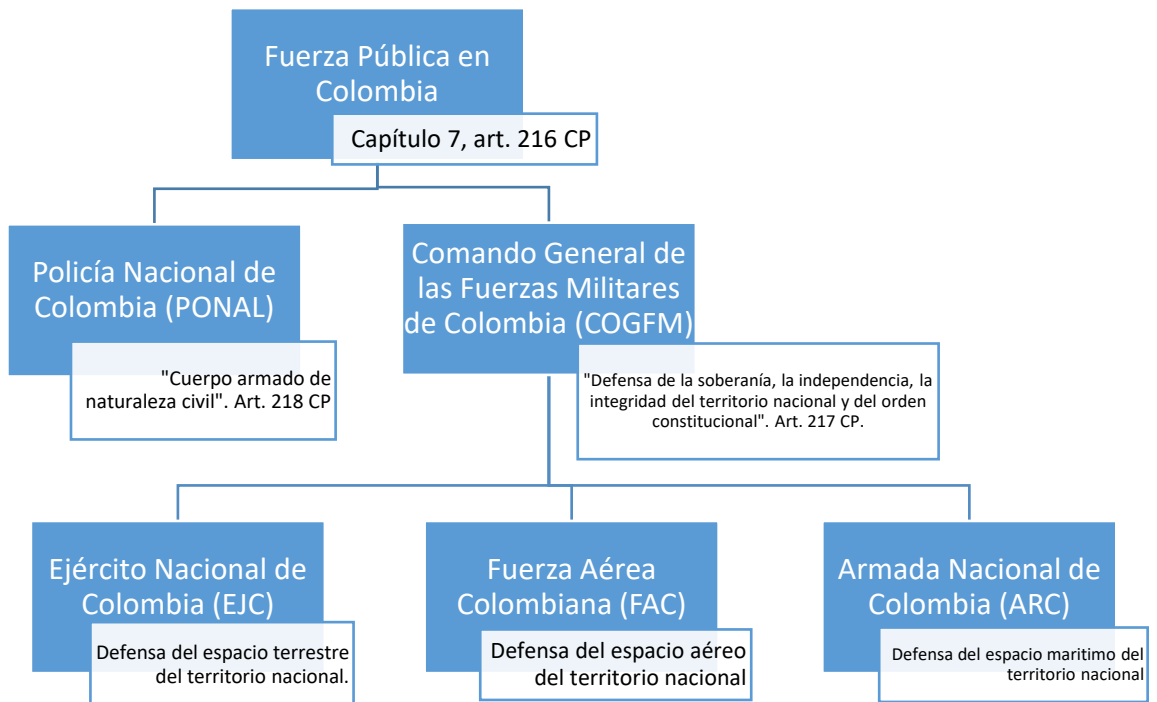 Fuerza Pública en
Colombia
Capítulo 7, art. 216 CP
Policía Nacional de
Colombia (PONAL)
"Cuerpo armado de
naturaleza civil". Art. 218 CP
Comando General de
las Fuerzas Militares
de Colombia (COGFM)
"Defensa de la soberanía, la independencia, la
integridad del territorio nacional y del orden
constitucional". Art. 217 CP.
Ejército Nacional de
Colombia (EJC)
Defensa del espacio terrestre
del territorio nacional.
Fuerza Aérea
Colombiana (FAC)
Defensa del espacio aéreo
del territorio nacional
Armada Nacional de
Colombia (ARC)
Defensa del espacio maritimo del
territorio nacional